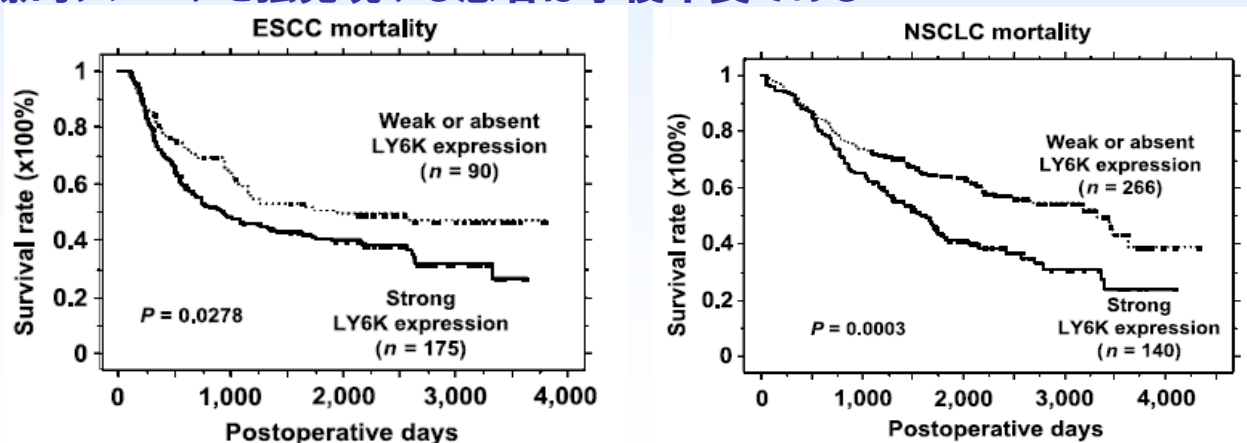 ESCC mortality
Survival rate (x100%)
1
0.8
0.6
0.4
0.2
0
Weak or absent
LY6K expression
(n = 90)
P = 0.0278
Strong
LY6K expression
(n = 175)
0 1,000 2,000 3,000 4,000
Postoperative days
NSCLC mortality
Survival rate (x100%)
1
0.8
0.6
0.4
0.2
0
Weak or absent
LY6K expression
(n = 266)
P = 0.0003
Strong
LY6K expression
(n = 140)
0 1,000 2,000 3,000 4,000
Postoperative days